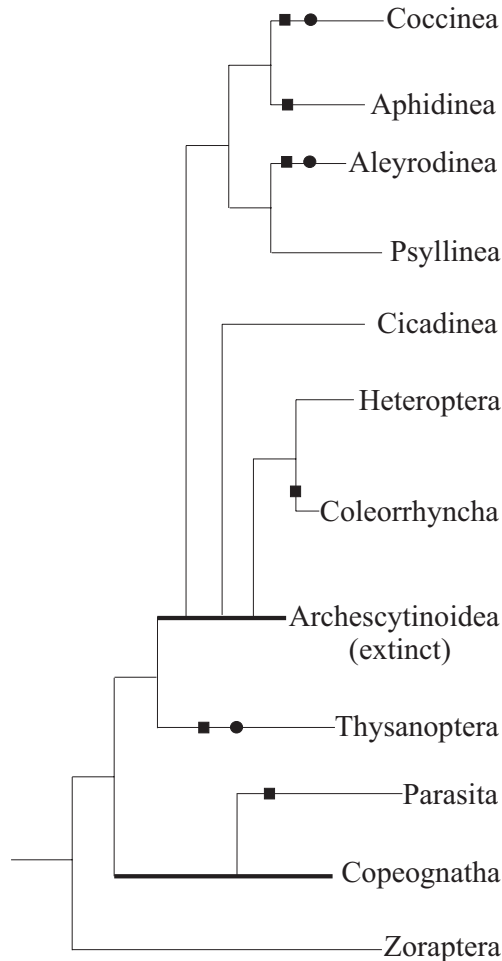 Coccinea
Aphidinea
Aleyrodinea
Psyllinea
Cicadinea
Heteroptera
Coleorrhyncha
Archescytinoidea
(extinct)
Thysanoptera
Parasita
Copeognatha
Zoraptera